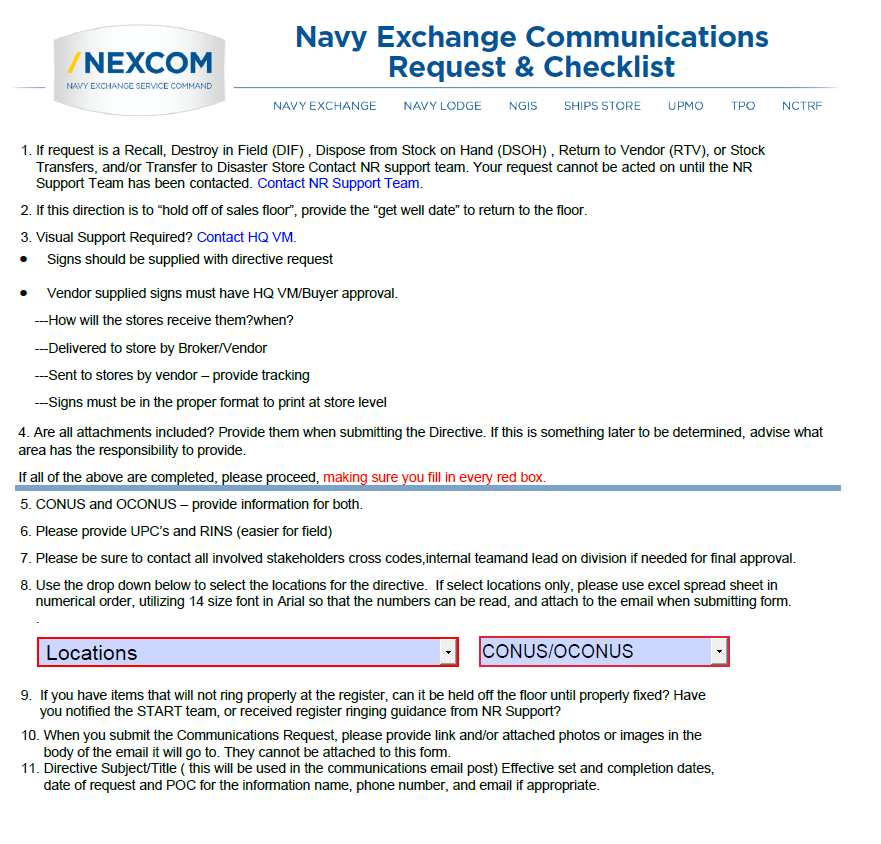 /NEXCOM
NAVY EXCHANGE SERVICE COMMAND
Navy Exchange Communications
Request & Checklist
NAVY EXCHANGE NAVY LODGE NGIS SHIPS STORE UPMO TPO NCTRF
1. If request is a Recall, Destroy in Field (DIF) , Dispose from Stock on Hand (DSOH) , Return to Vendor (RTV), or Stock
Transfers, and/or Transfer to Disaster Store Contact NR support team. Your request cannot be acted on until the NR
Support Team has been contacted. Contact NR Support Team.
2. If this direction is to “hold off of sales floor”, provide the “get well date” to return to the floor.
3. Visual Support Required? Contact HQ VM.
● Signs should be supplied with directive request
● Vendor supplied signs must have HQ VM/Buyer approval.
---How will the stores receive them?when?
---Delivered to store by Broker/Vendor
---Sent to stores by vendor – provide tracking
---Signs must be in the proper format to print at store level
4. Are all attachments included? Provide them when submitting the Directive. If this is something later to be determined, advise what
area has the responsibility to provide.
If all of the above are completed, please proceed, making sure you fill in every red box.
5. CONUS and OCONUS – provide information for both.
6. Please provide UPC’s and RINS (easier for field)
7. Please be sure to contact all involved stakeholders cross codes,internal teamand lead on division if needed for final approval.
8. Use the drop down below to select the locations for the directive. If select locations only, please use excel spread sheet in
numerical order, utilizing 14 size font in Arial so that the numbers can be read, and attach to the email when submitting form.
.
Locations CONUS/OCONUS
9. If you have items that will not ring properly at the register, can it be held off the floor until properly fixed? Have
you notified the START team, or received register ringing guidance from NR Support?
10. When you submit the Communications Request, please provide link and/or attached photos or images in the
body of the email it will go to. They cannot be attached to this form.
11. Directive Subject/Title ( this will be used in the communications email post) Effective set and completion dates,
date of request and POC for the information name, phone number, and email if appropriate.